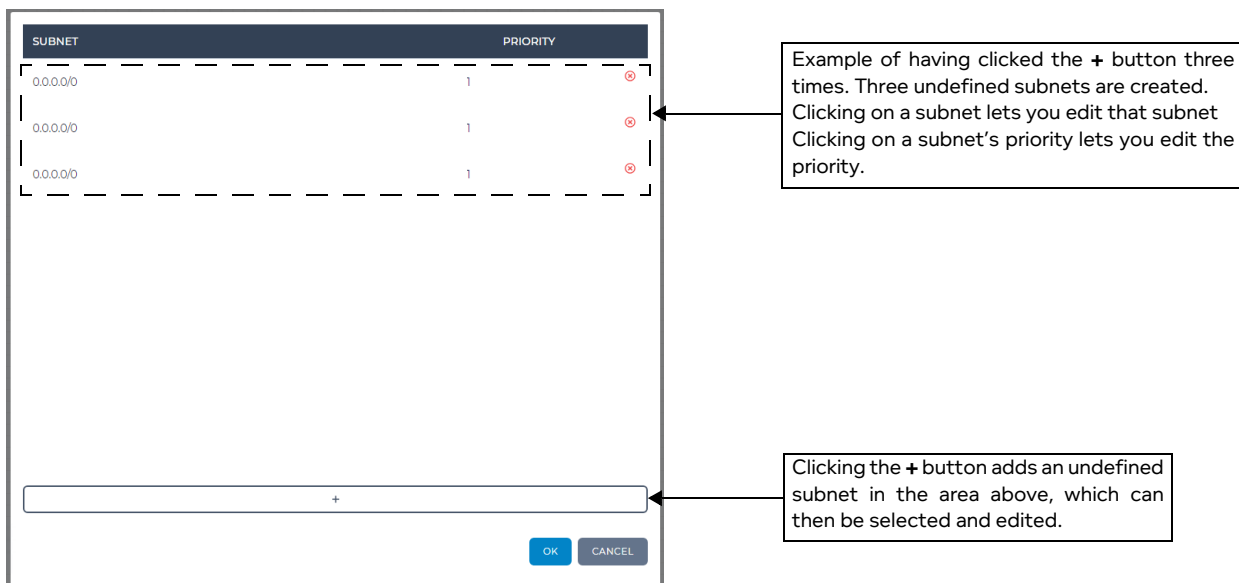 SUBNET PRIORITY
0.0.0.0/0 1
0.0.0.0/0 1
0.0.0.0/0 1
+
OK CANCEL
Example of having clicked the + button three
times. Three undefined subnets are created.
Clicking on a subnet lets you edit that subnet
Clicking on a subnet's priority lets you edit the
priority.
Clicking the + button adds an undefined
subnet in the area above, which can
then be selected and edited.